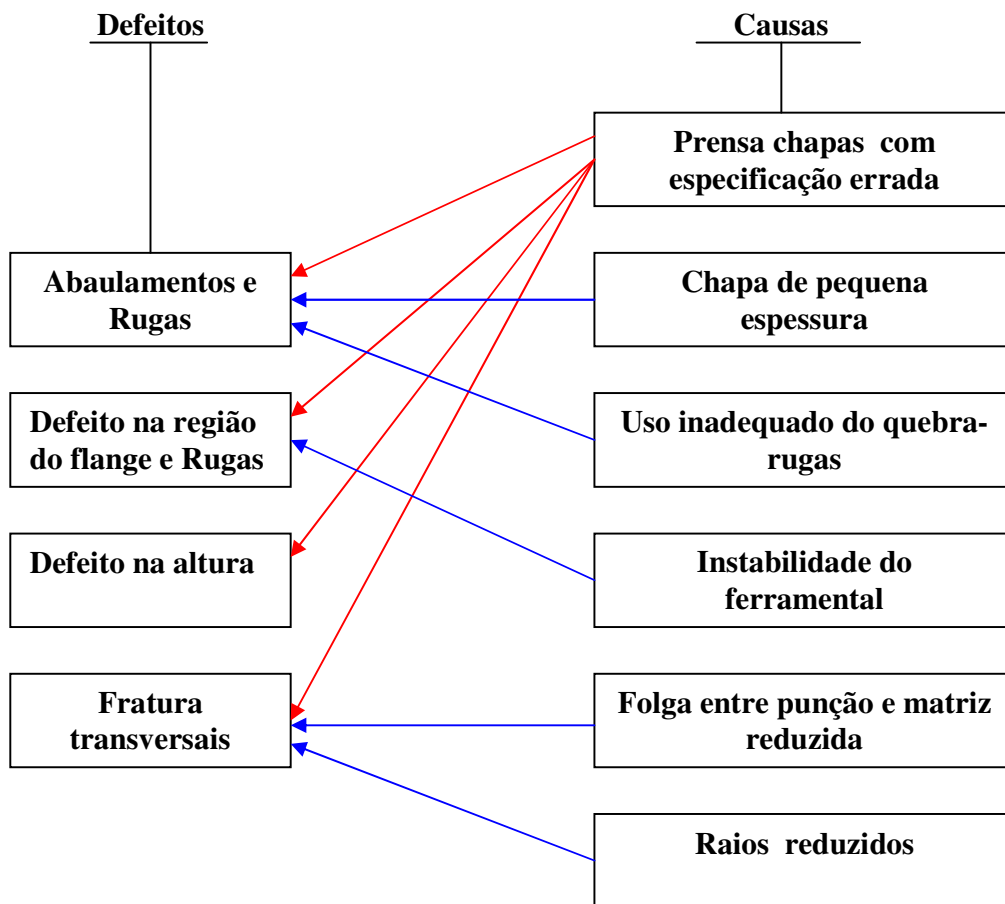 Defeitos
Causas
Prensa chapas com
especificação errada
Abaulamentos e
Rugas
Chapa de pequena
espessura
Defeito na região
do flange e Rugas
Uso inadequado do quebra-
rugas
Defeito na altura
Instabilidade do
ferramental
Fratura
transversais
Folga entre punção e matriz
reduzida
Raios reduzidos